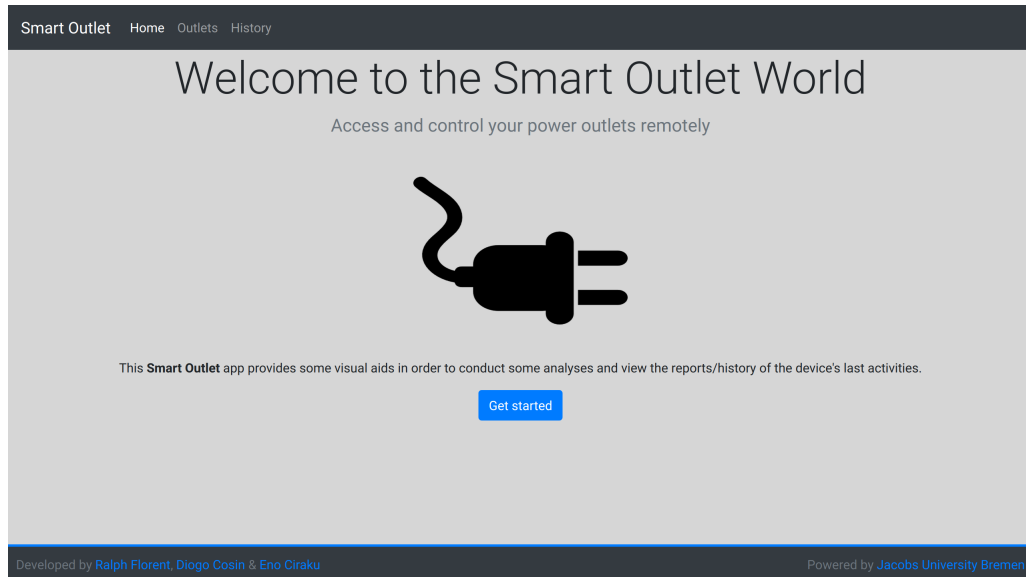 Smart Outlet Home Outlets History
Welcome to the Smart Outlet World
Access and control your power outlets remotely
This Smart Outlet app provides some visual aids in order to conduct some analyses and view the reports/history of the device's last activities.
Get started
Developed by Ralph Florent, Diogo Cosin & Eno Ciraku
Powered by Jacobs University Bremen